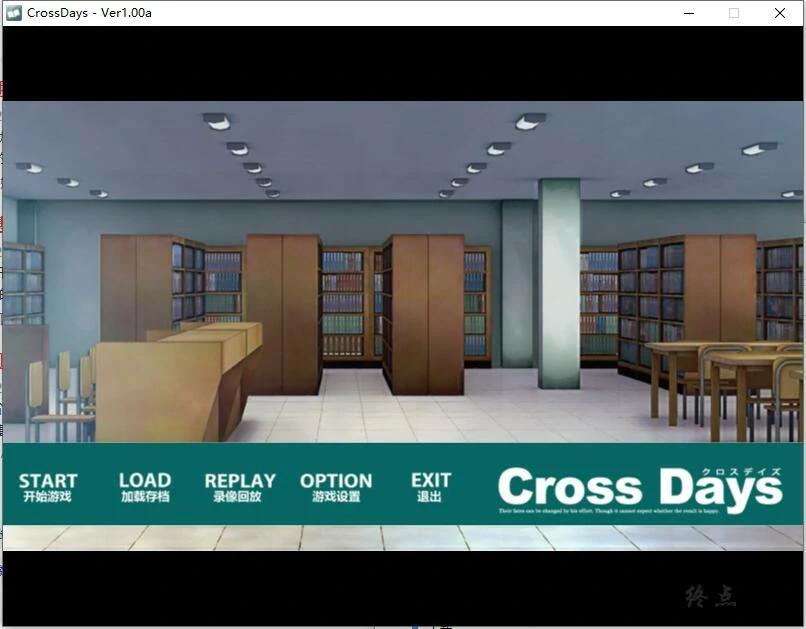 CrossDays - Ver1.00a
START
开始游戏
LOAD
加载存档
REPLAY
录像回放
OPTION
游戏设置
EXIT
退出
クロスデイズ
Cross Days
Their fates can be changed by his effort. Though it cannot expect whether the result is happy.
终点